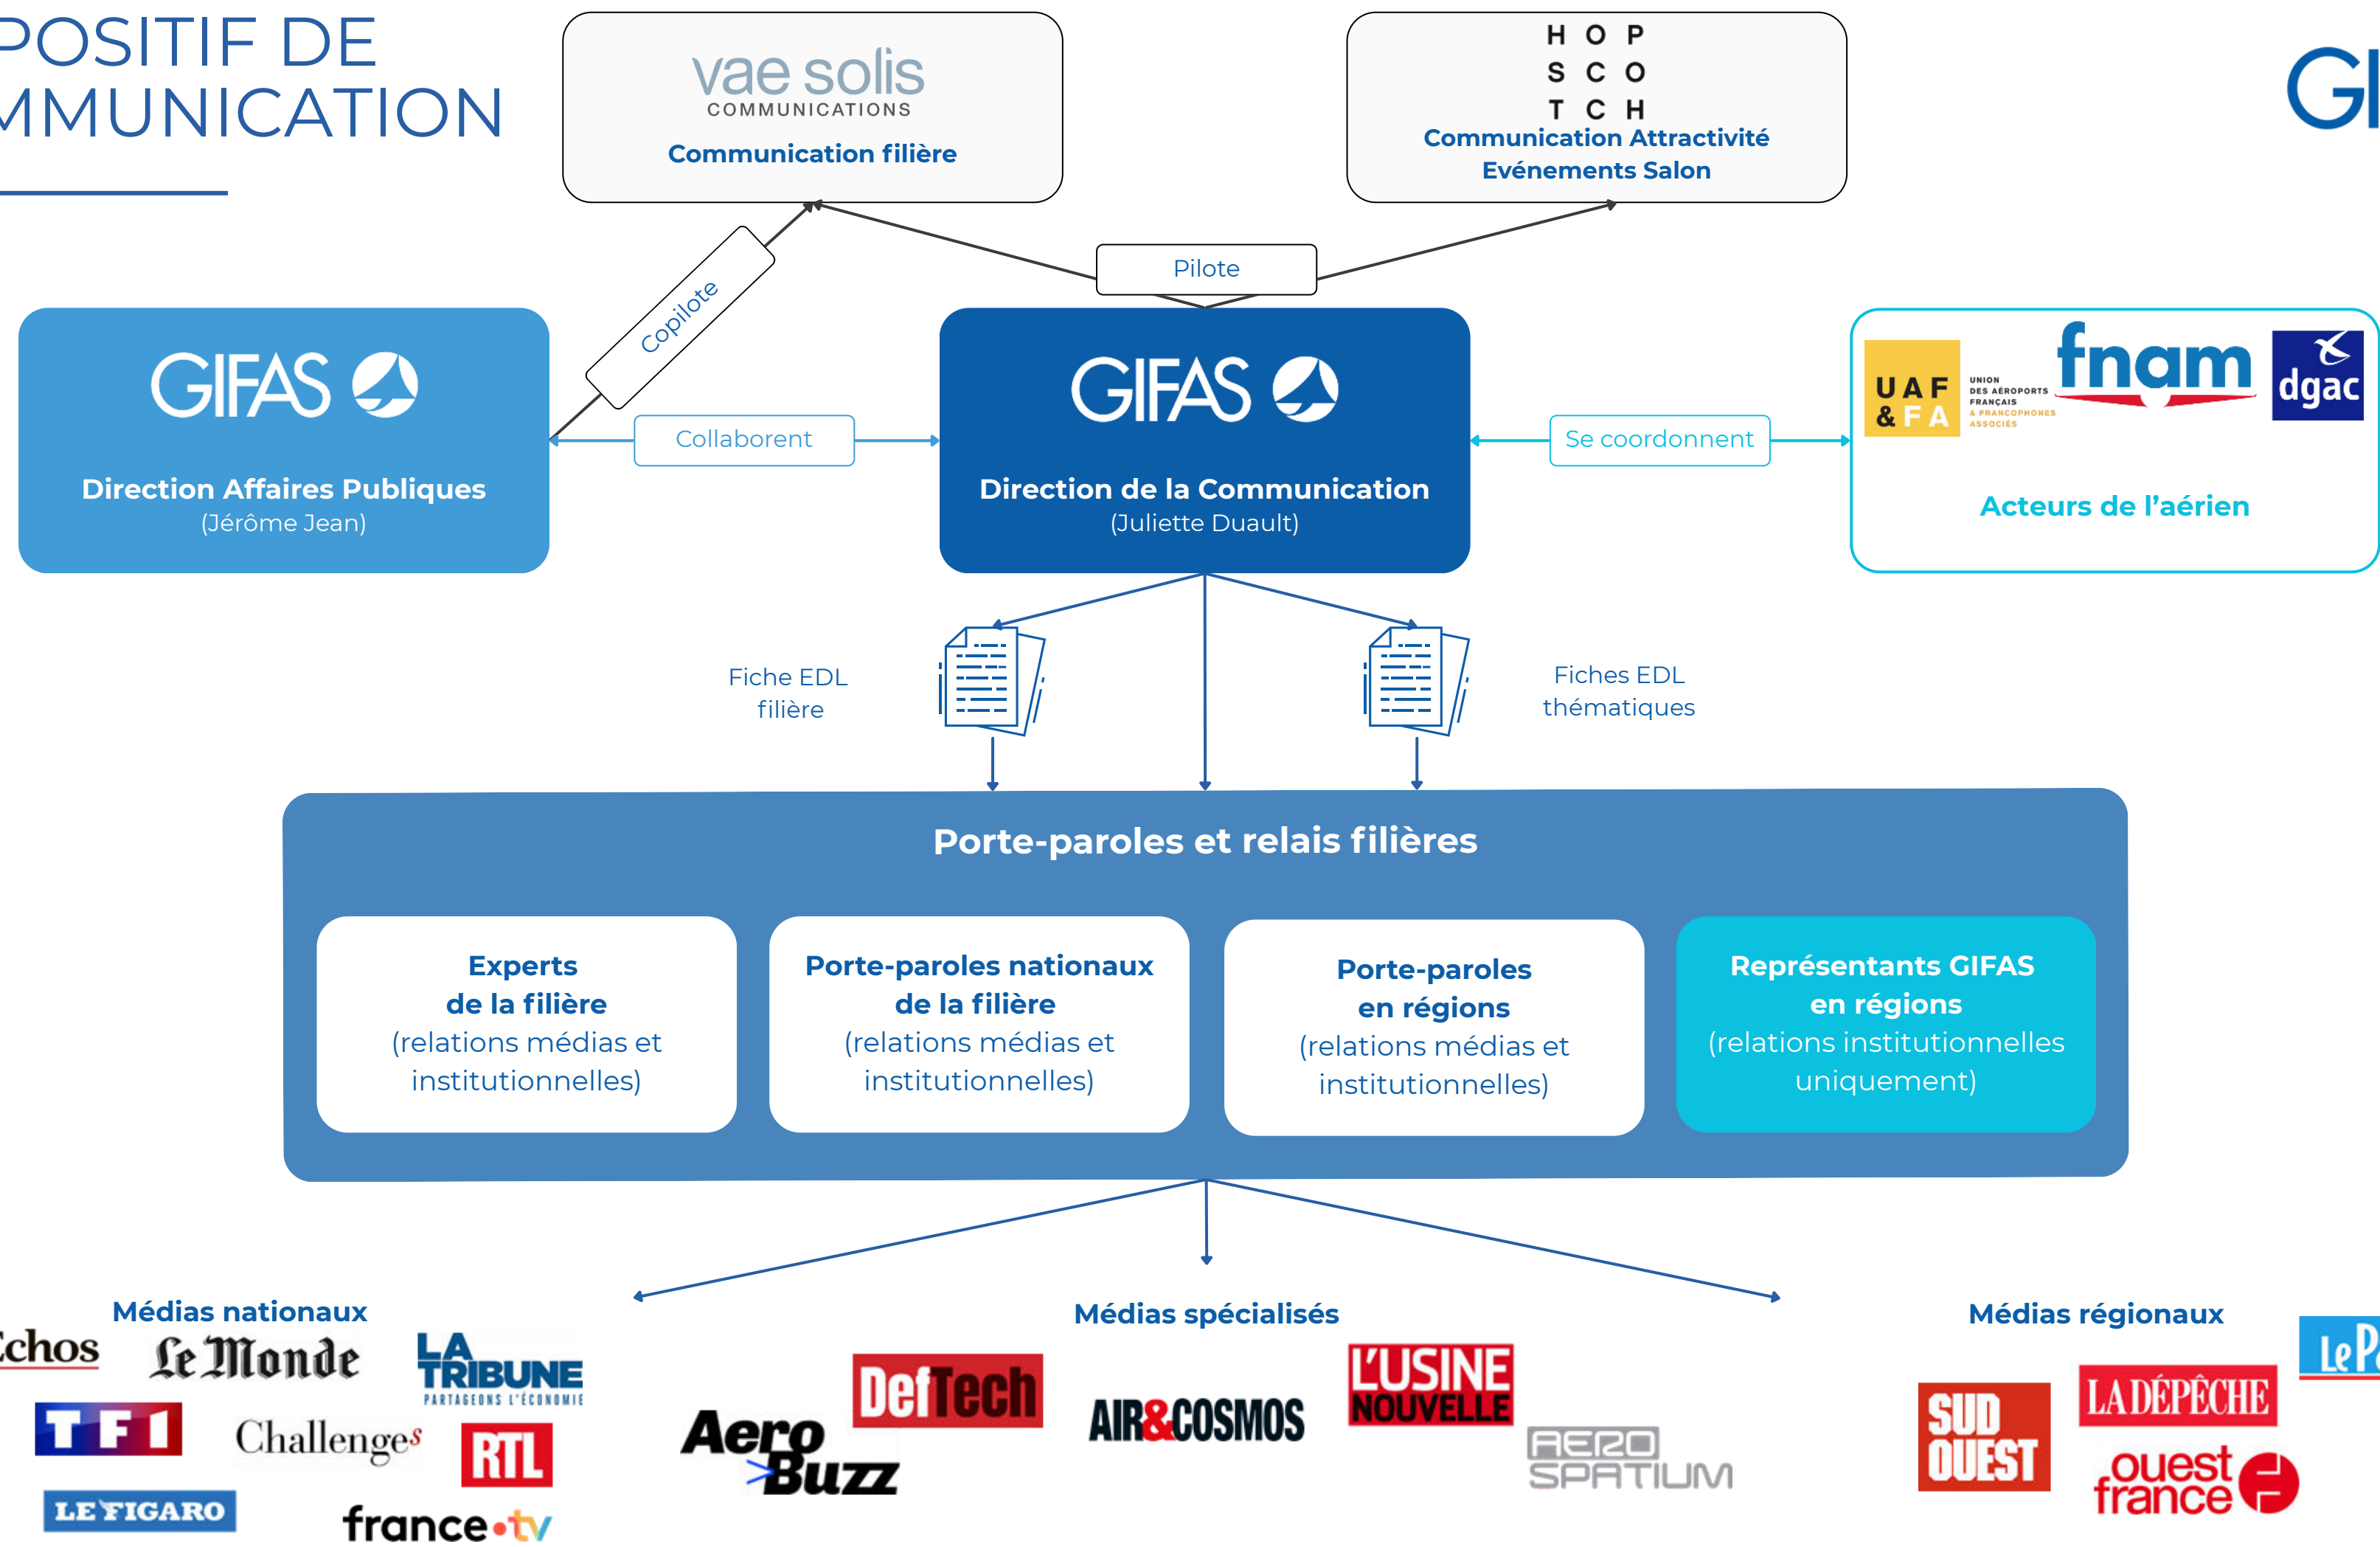 POSITIF DE
MMUNICATION
vae solis
COMMUNICATIONS
Communication filière
H O P
S C O
T C H
Communication Attractivité
Evénements Salon
GI
Copilote
Pilote
GIFAS
Direction Affaires Publiques
(Jérôme Jean)
Collaborent
GIFAS
Direction de la Communication
(Juliette Duault)
Se coordonnent
UAF
& FA
UNION
DES AÉROPORTS
FRANÇAIS
& FRANCOPHONES
ASSOCIÉS
fnam
dgac
Acteurs de l’aérien
Fiche EDL
filière
Fiches EDL
thématiques
Porte-paroles et relais filières
Experts
de la filière
(relations médias et
institutionnelles)
Porte-paroles nationaux
de la filière
(relations médias et
institutionnelles)
Porte-paroles
en régions
(relations médias et
institutionnelles)
Représentants GIFAS
en régions
(relations institutionnelles
uniquement)
Médias nationaux
Echos
Le Monde
LA
TRIBUNE
PARTAGEONS L'ÉCONOMIE
TF1
Challenges
RTL
LE FIGARO
france•tv
Médias spécialisés
Aero
>Buzz
DefTech
AIR&COSMOS
L'USINE
NOUVELLE
AERO
SPATIUM
Médias régionaux
Le Pa
SUD
OUEST
LA DÉPÊCHE
ouest
france